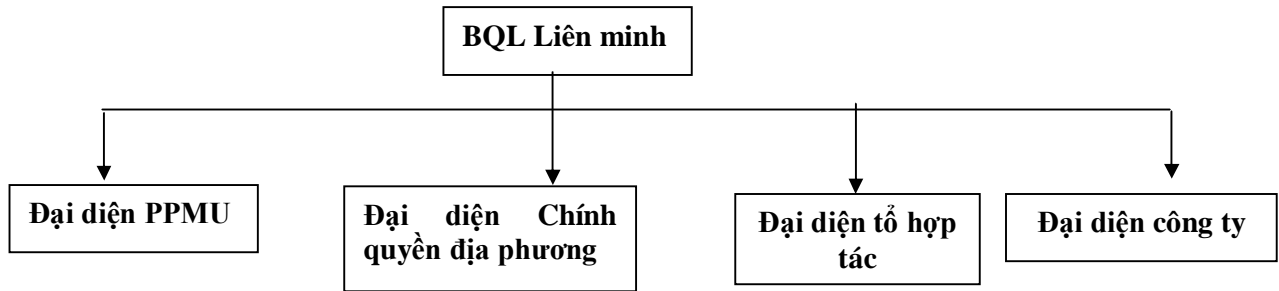 BQL Liên minh
Đại diện PPMU
Đại diện Chính
quyền địa phương
Đại diện tổ hợp
tác
Đại diện công ty